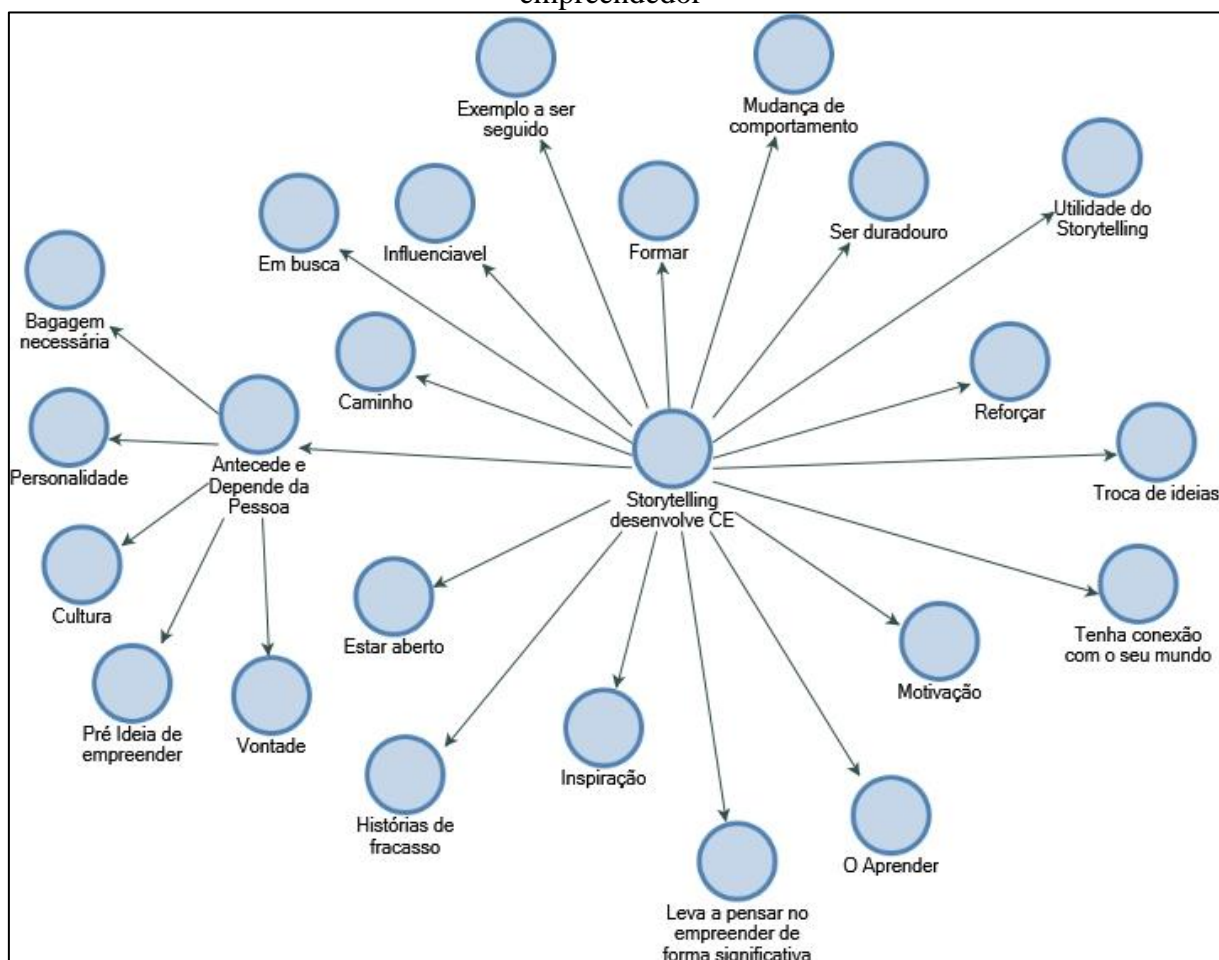 empreendedor
Exemplo a ser
seguido
Mudança de
comportamento
Em busca
Influenciavel
Formar
Ser duradouro
Utilidade do
Storytelling
Bagagem
necessária
Caminho
Reforçar
Personalidade
Antecede e
Depende da
Pessoa
Storytelling
desenvolve CE
Troca de ideias
Cultura
Estar aberto
Motivação
Tenha conexão
com o seu mundo
Pré Ideia de
empreender
Vontade
Inspiração
Histórias de
fracasso
O Aprender
Leva a pensar no
empreender de
forma significativa